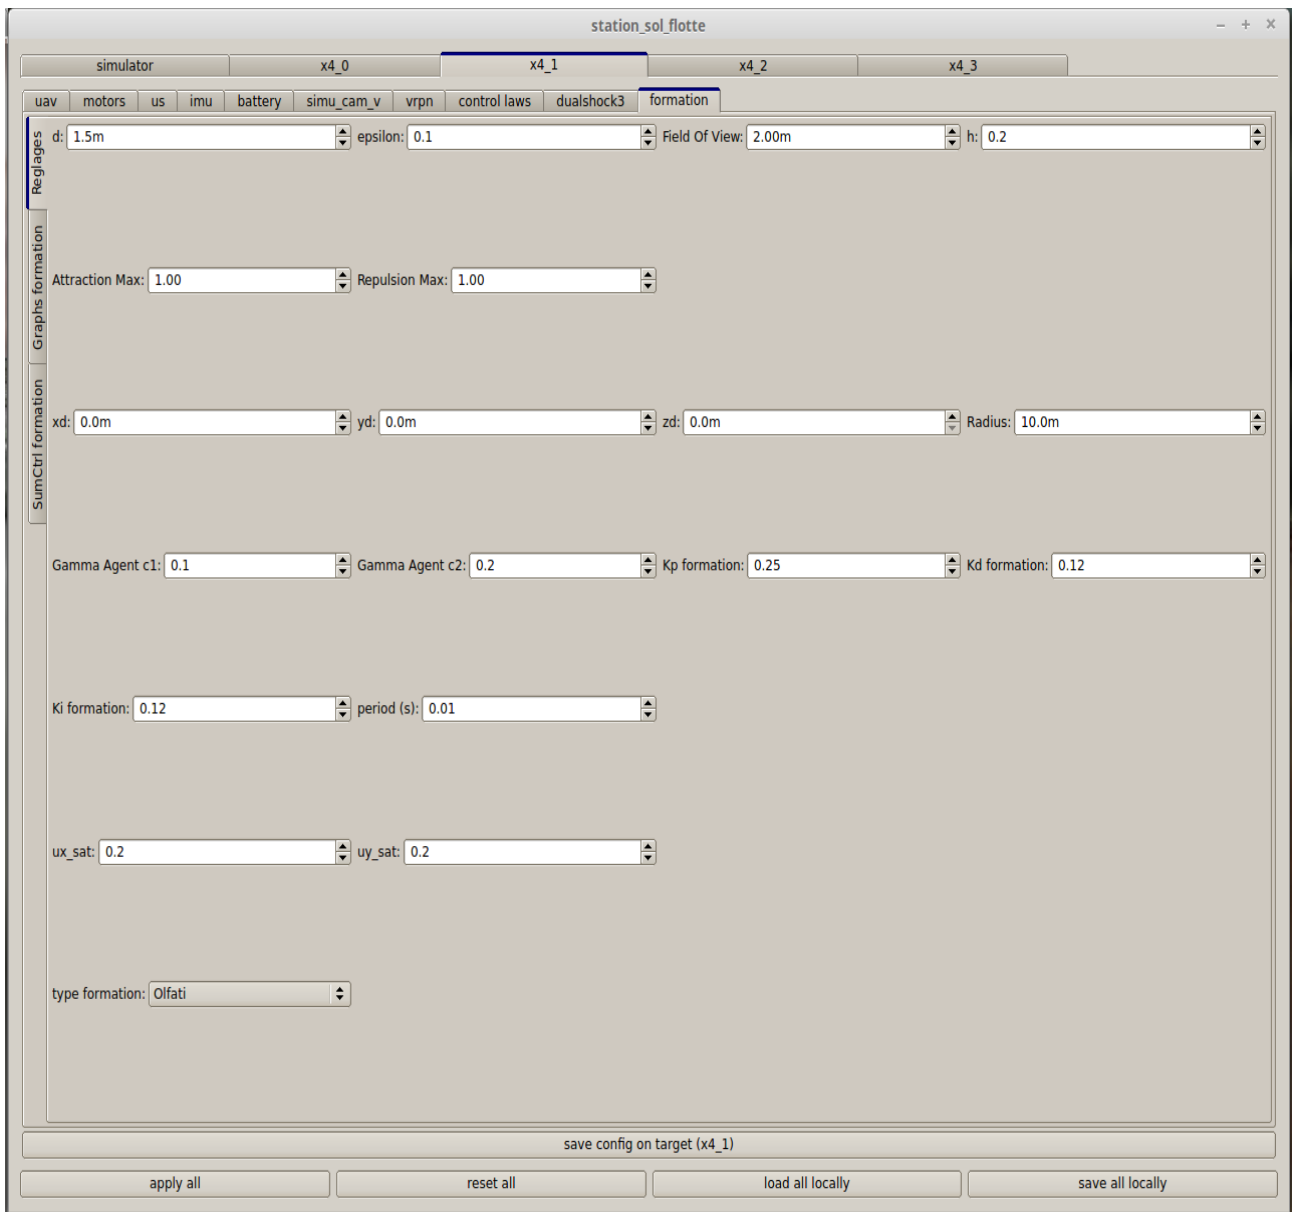 station_sol_flotte
simulator x4_0 x4_1 x4_2 x4_3
uav motors us imu battery simu_cam_v vrpn control laws dualshock3 formation
Reglages
Graphs formation
SumCtrl formation
d: 1.5m epsilon: 0.1 Field Of View: 2.00m h: 0.2
Attraction Max: 1.00 Repulsion Max: 1.00
xd: 0.0m yd: 0.0m zd: 0.0m Radius: 10.0m
Gamma Agent c1: 0.1 Gamma Agent c2: 0.2 Kp formation: 0.25 Kd formation: 0.12
Ki formation: 0.12 period (s): 0.01
ux_sat: 0.2 uy_sat: 0.2
type formation: Olfati
save config on target (x4_1)
apply all reset all load all locally save all locally